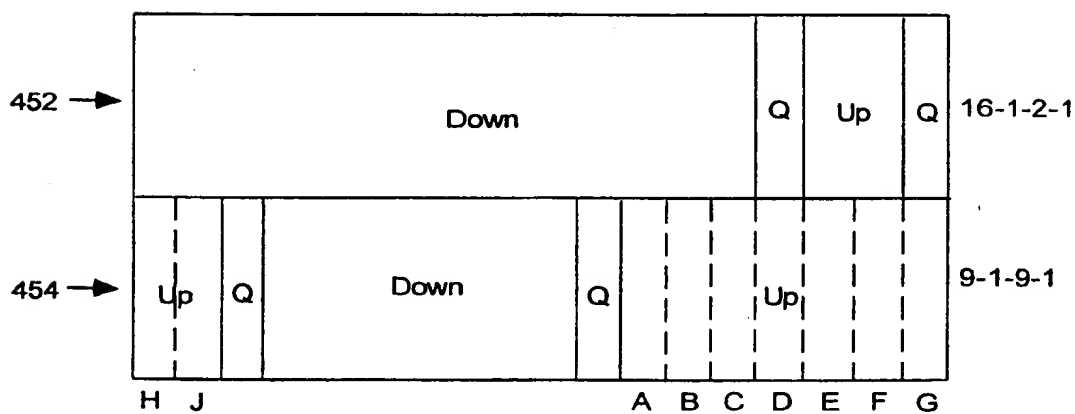 452 Down Q Up Q 16-1-2-1
454 Up Q Down Q Up 9-1-9-1
H J A B C D E F G